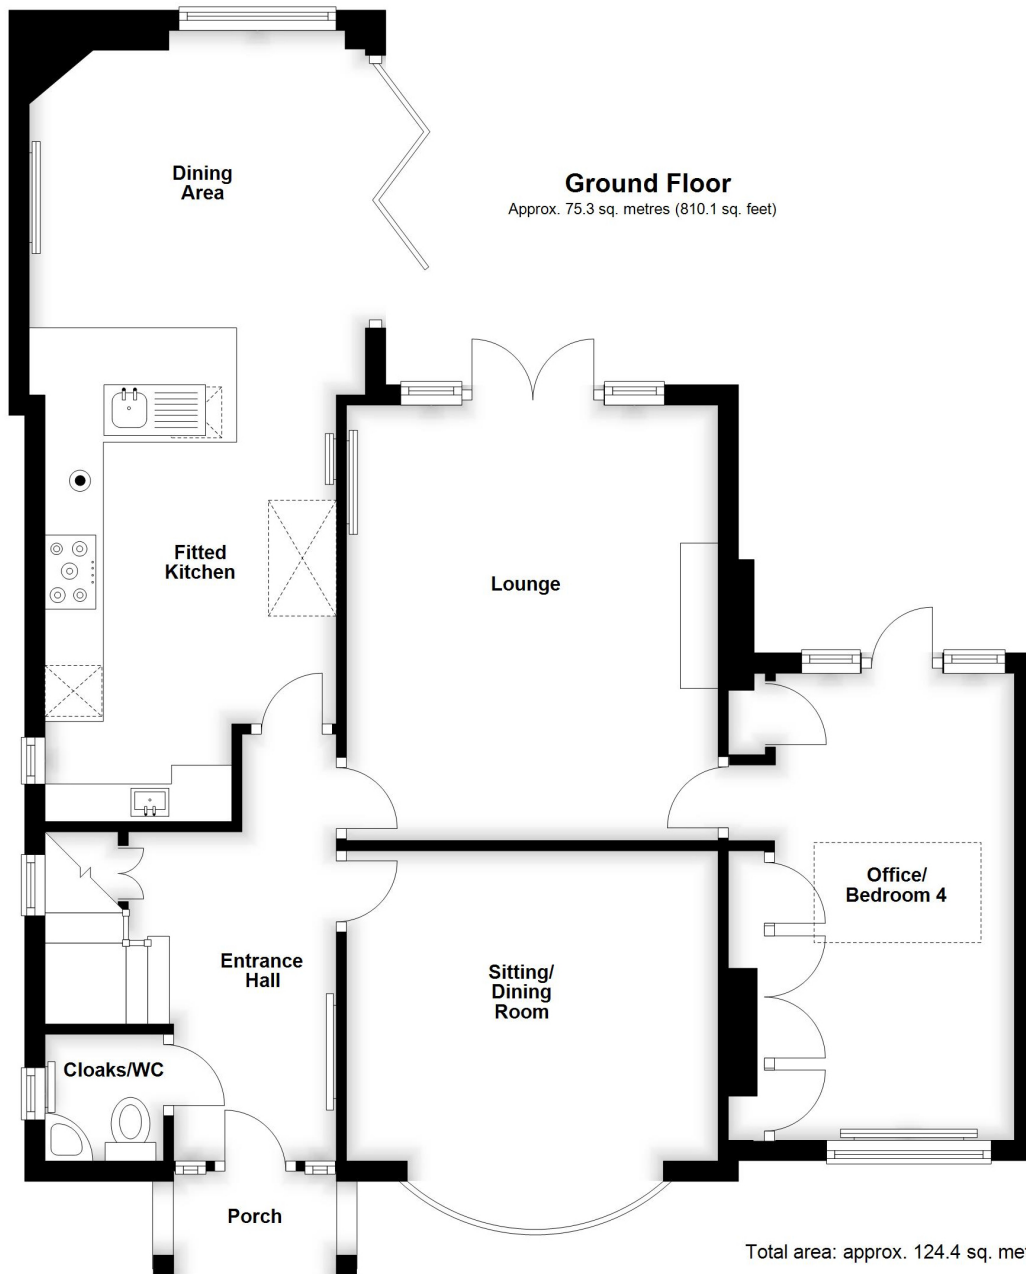 Dining
Area
Ground Floor
Approx. 75.3 sq. metres (810.1 sq. feet)
Fitted
Kitchen
Lounge
Office/
Bedroom 4
Entrance
Hall
Sitting/
Dining
Room
Cloaks/WC
Porch
Total area: approx. 124.4 sq.